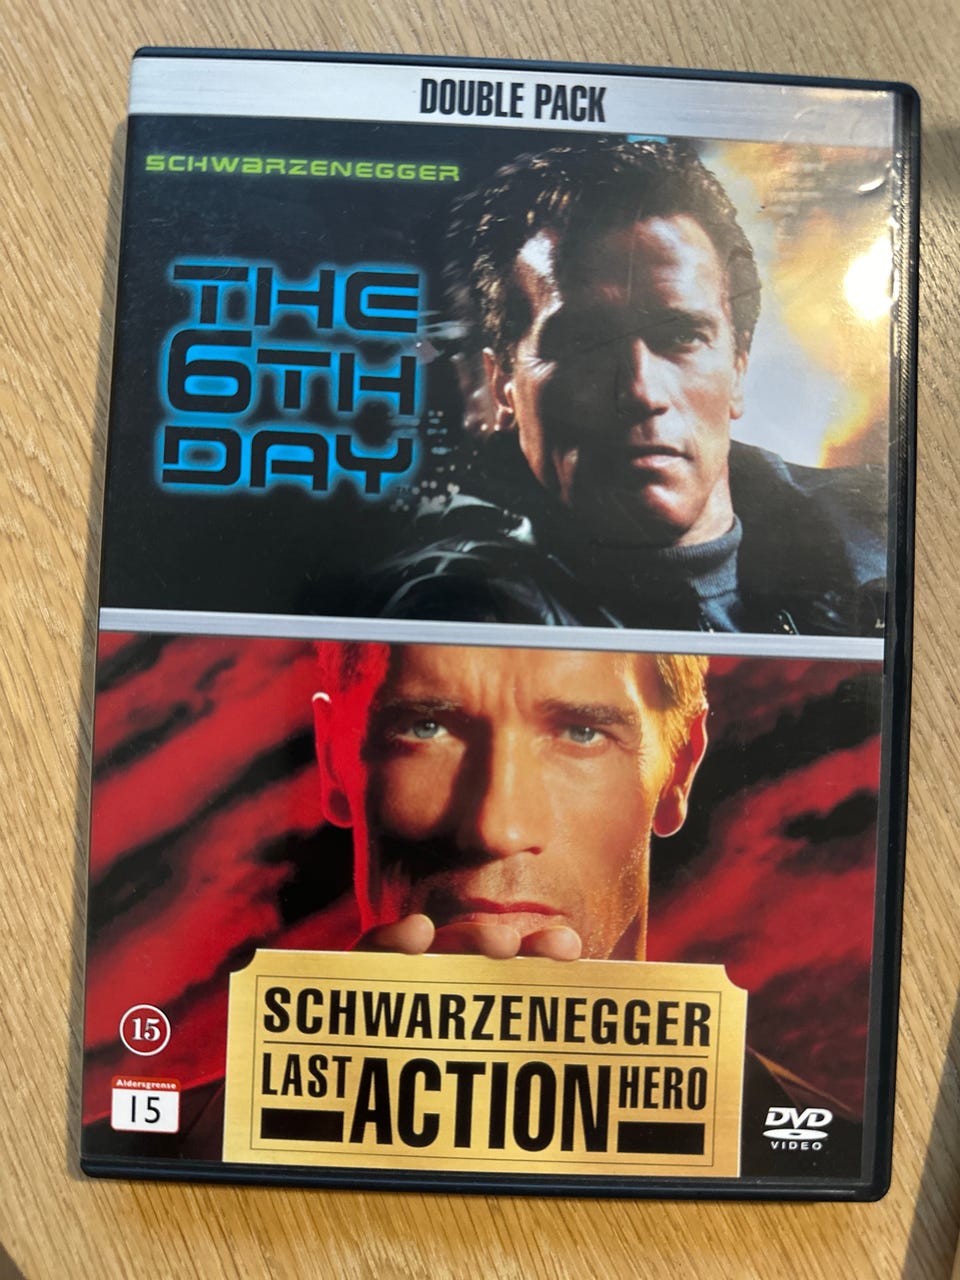 DOUBLE PACK
SCHWARZENEGGER
THE
6TH
DAY
SCHWARZENEGGER
LAST ACTION HERO
15
Aldersgrense
15
DVD
VIDEO